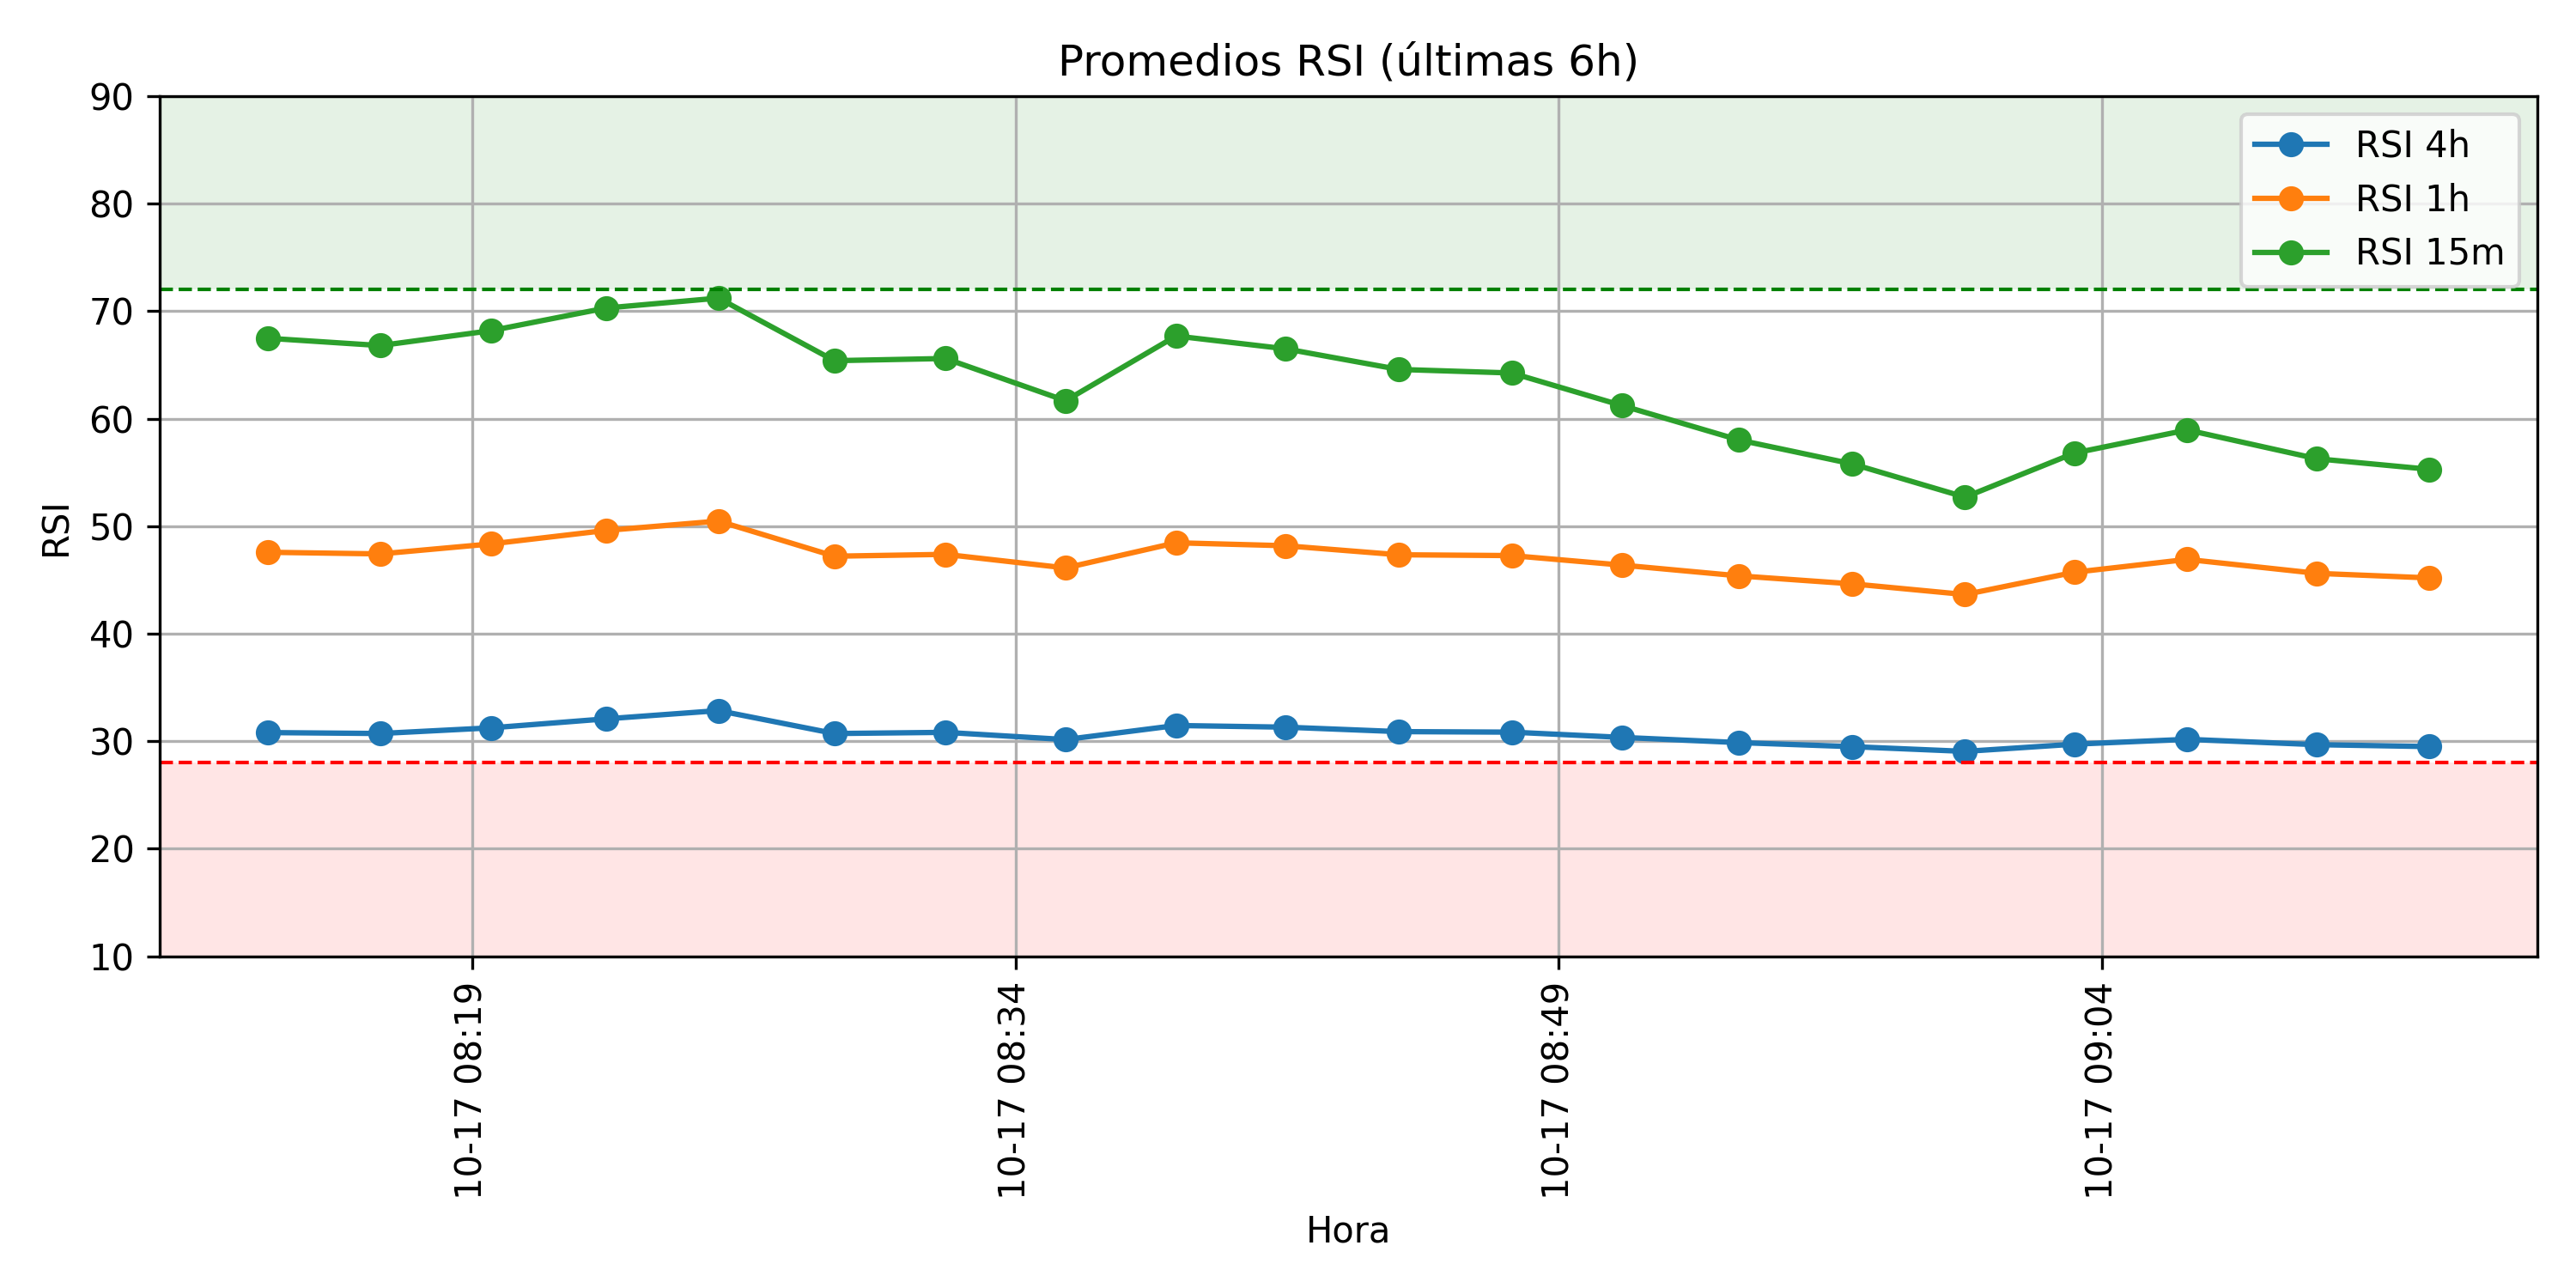 Promedios RSI (últimas 6h)
RSI 4h
RSI 1h
RSI 15m
RSI
90
80
70
60
50
40
30
20
10
10-17 08:19
10-17 08:34
10-17 08:49
10-17 09:04
Hora